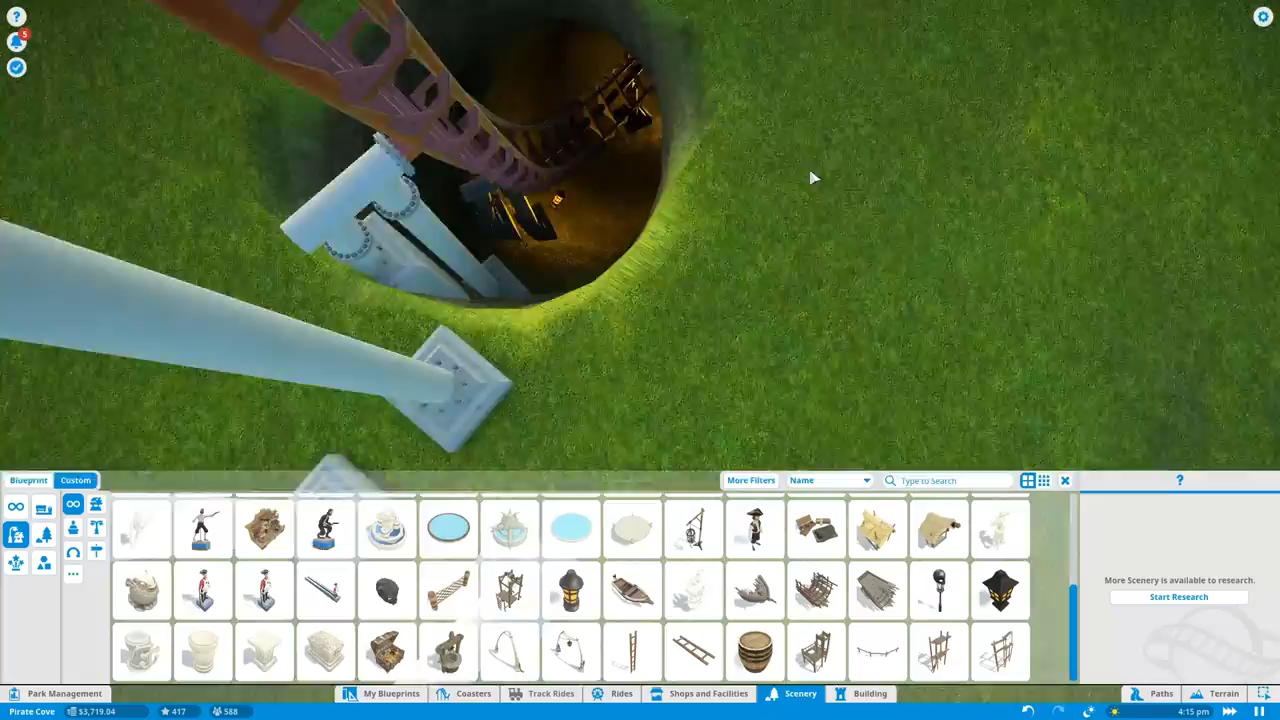 ?
5
Blueprint
Custom
More Filters
Name
Type to Search
?
More Scenery is available to research.
Start Research
Park Management
My Blueprints
Coasters
Track Rides
Rides
Shops and Facilities
Scenery
Building
Paths
Terrain
Pirate Cove
$3,719.04
417
588
4:15 pm